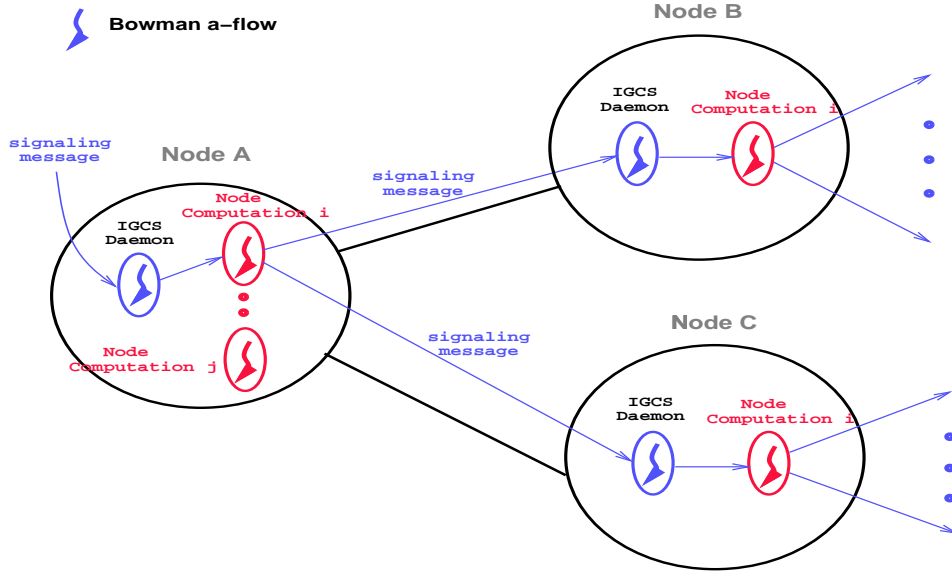 Bowman a-flow
Node B
IGCS
Daemon
Node
Computation i
signaling
message
Node A
signaling
message
Node
Computation i
IGCS
Daemon
Node
Computation j
signaling
message
Node C
IGCS
Daemon
Node
Computation i